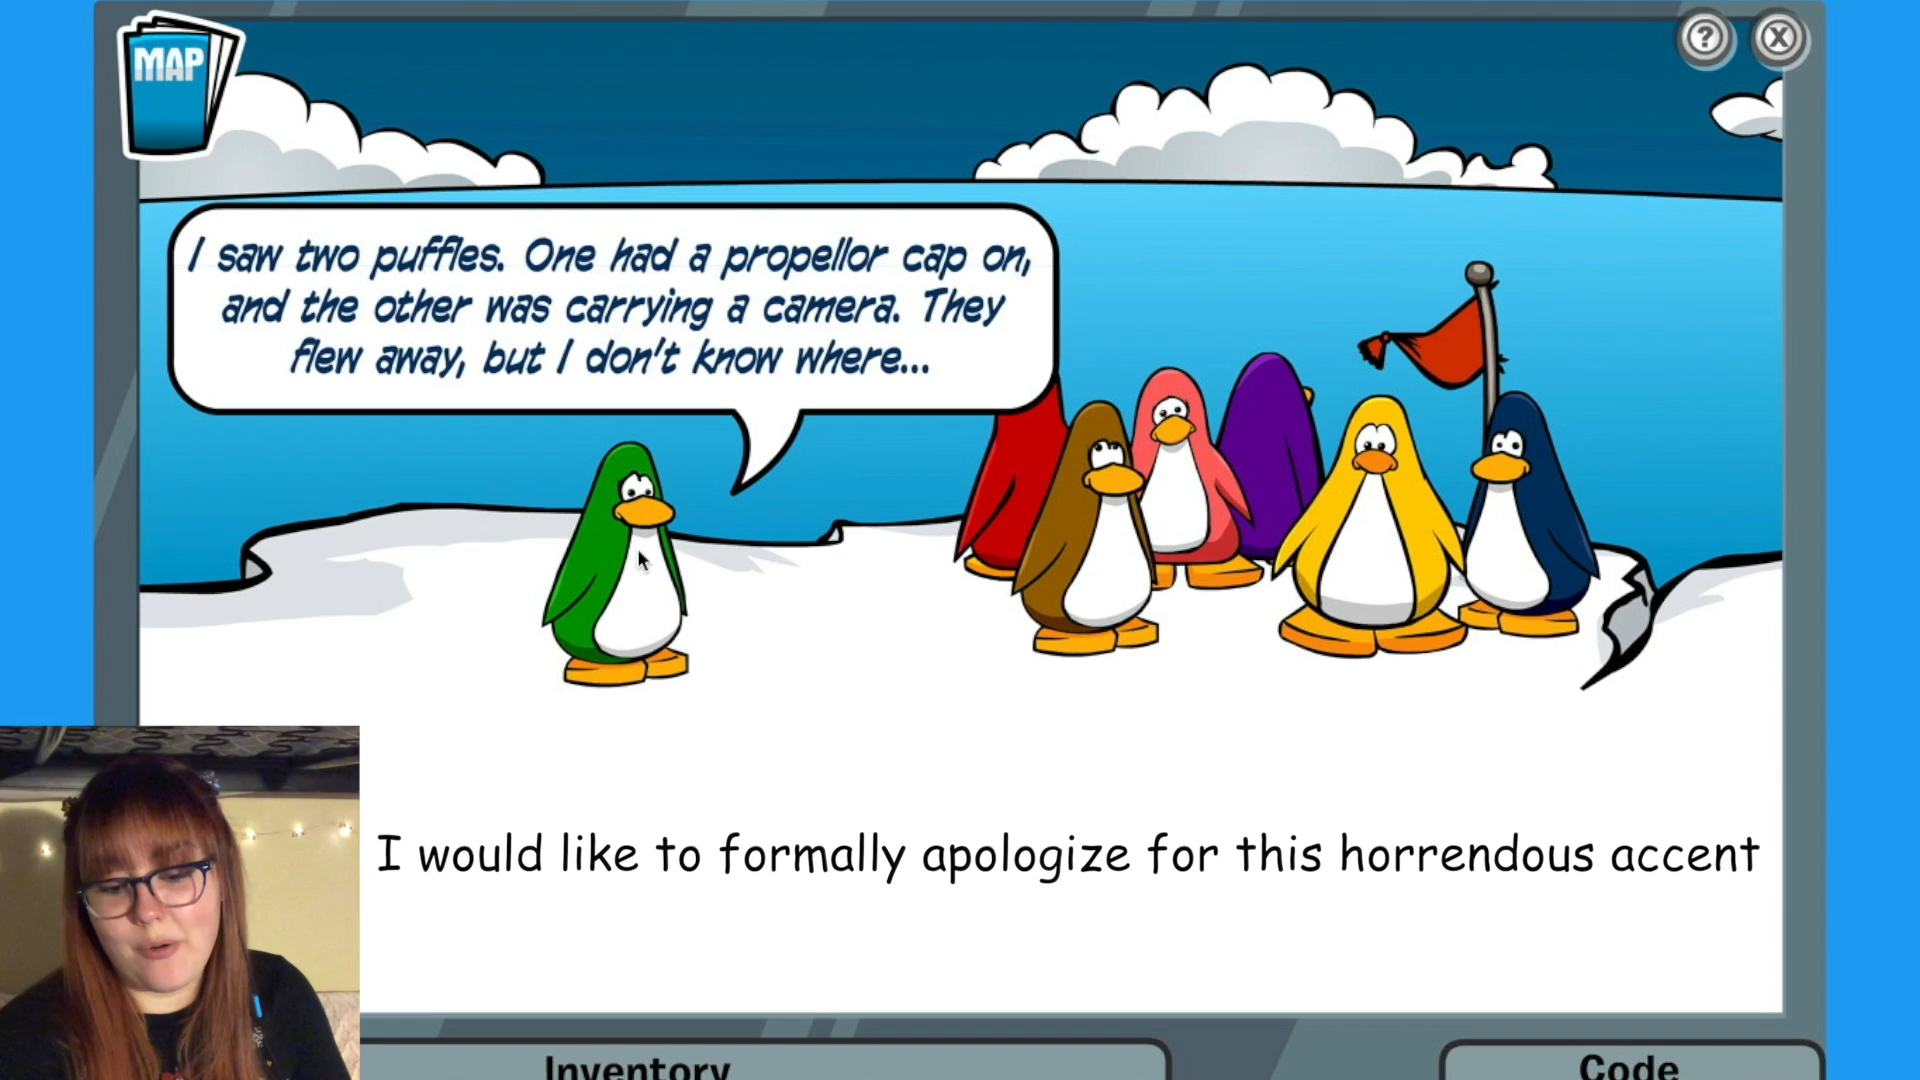 MAP
?
X
I saw two puffles. One had a propellor cap on,
and the other was carrying a camera. They
flew away, but I don't know where...
I would like to formally apologize for this horrendous accent
Inventory
Code